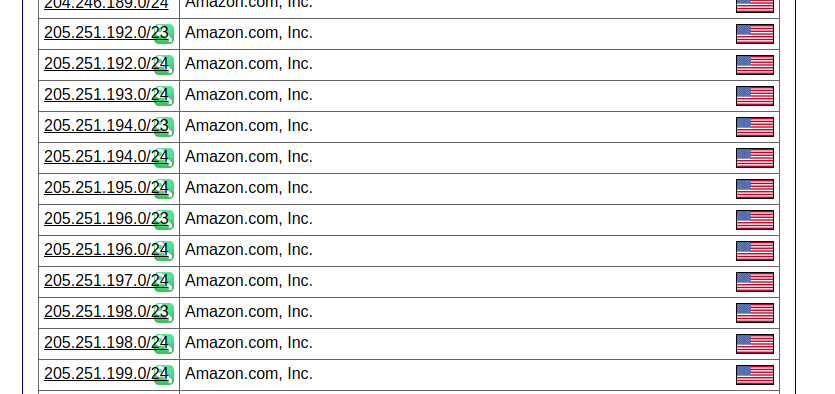 204.246.189.0/24 Amazon.com, Inc.
205.251.192.0/23 Amazon.com, Inc.
205.251.192.0/24 Amazon.com, Inc.
205.251.193.0/24 Amazon.com, Inc.
205.251.194.0/23 Amazon.com, Inc.
205.251.194.0/24 Amazon.com, Inc.
205.251.195.0/24 Amazon.com, Inc.
205.251.196.0/23 Amazon.com, Inc.
205.251.196.0/24 Amazon.com, Inc.
205.251.197.0/24 Amazon.com, Inc.
205.251.198.0/23 Amazon.com, Inc.
205.251.198.0/24 Amazon.com, Inc.
205.251.199.0/24 Amazon.com, Inc.